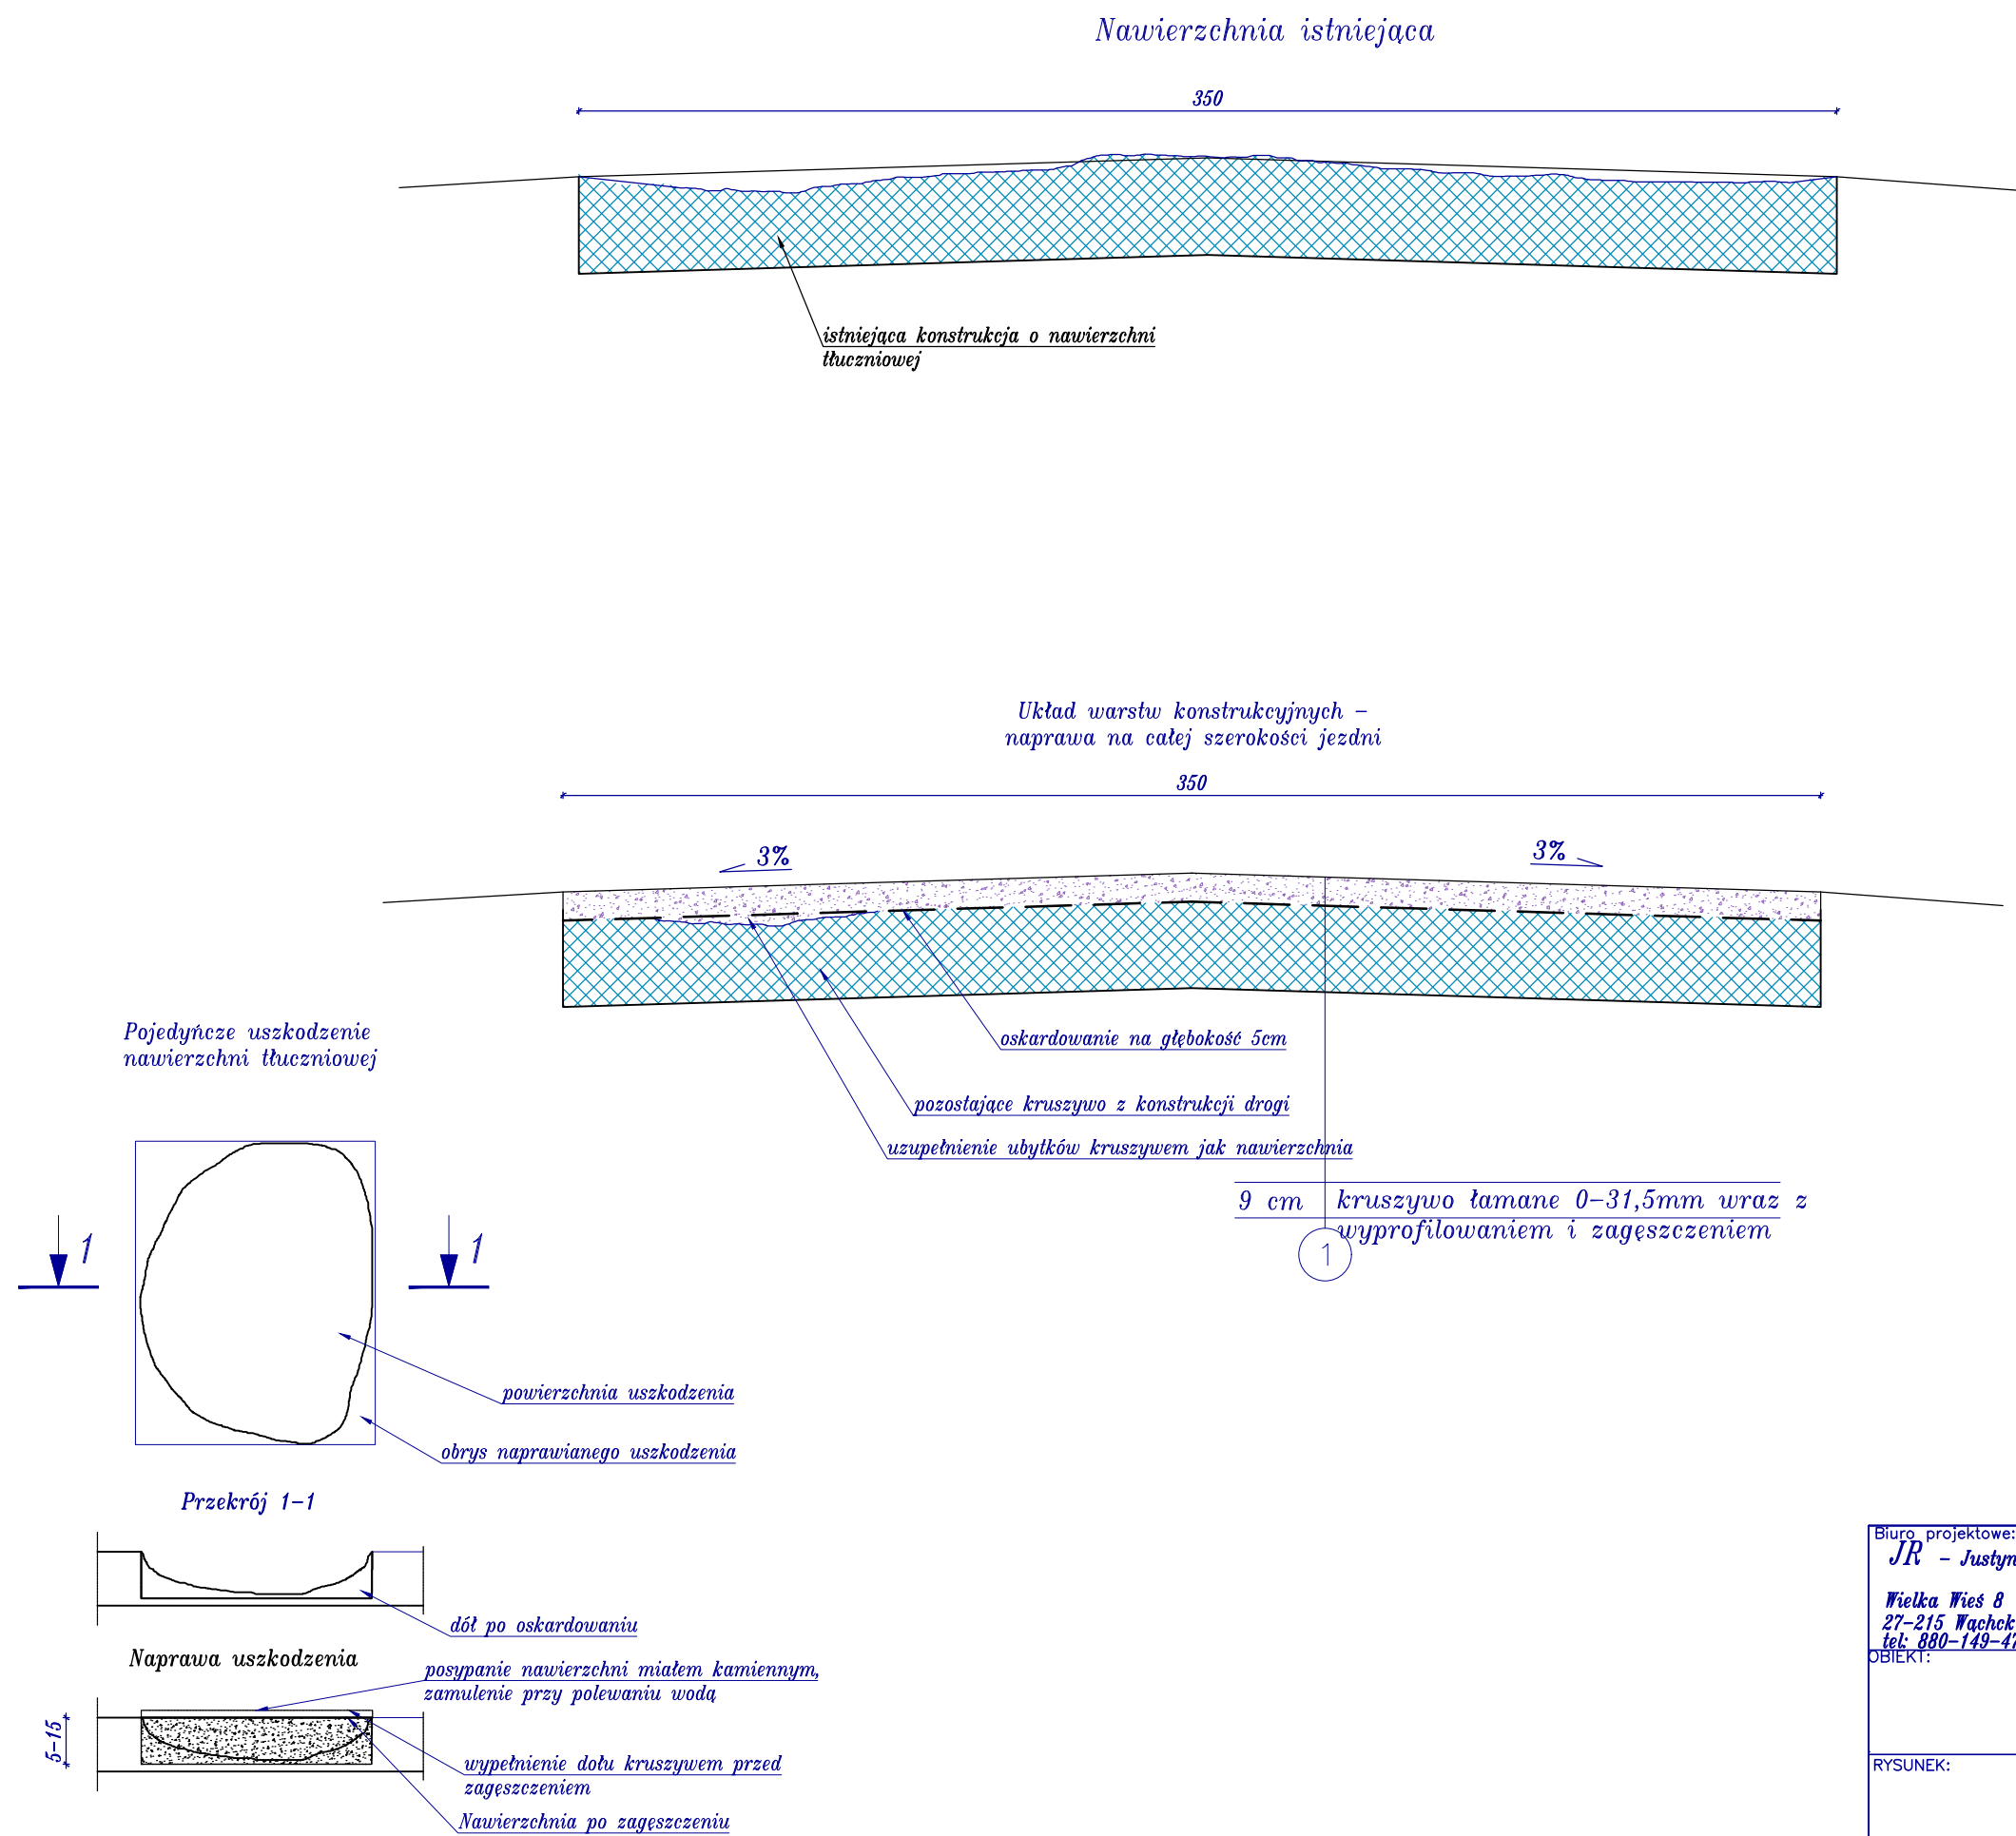 Nawierzchnia istniejąca
350
istniejąca konstrukcja o nawierzchni
tłuczniowej
Układ warstw konstrukcyjnych –
naprawa na całej szerokości jezdni
350
3%
3%
oskardowanie na głębokość 5cm
pozostające kruszywo z konstrukcji drogi
uzupełnienie ubytków kruszywem jak nawierzchnia
9 cm kruszywo łamane 0–31,5mm wraz z
wyprofilowaniem i zagęszczeniem
1
Pojedyńcze uszkodzenie
nawierzchni tłuczniowej
1
1
powierzchnia uszkodzenia
obrys naprawianego uszkodzenia
Przekrój 1–1
dół po oskardowaniu
Naprawa uszkodzenia
posypanie nawierzchni miałem kamiennym,
zamulenie przy polewaniu wodą
5–15
wypełnienie dołu kruszywem przed
zagęszczeniem
Nawierzchnia po zagęszczeniu
Biuro projektowe:
JR – Justyn
Wielka Wieś 8
27–215 Wąchck
tel: 880–149–47
OBIEKT:
RYSUNEK: